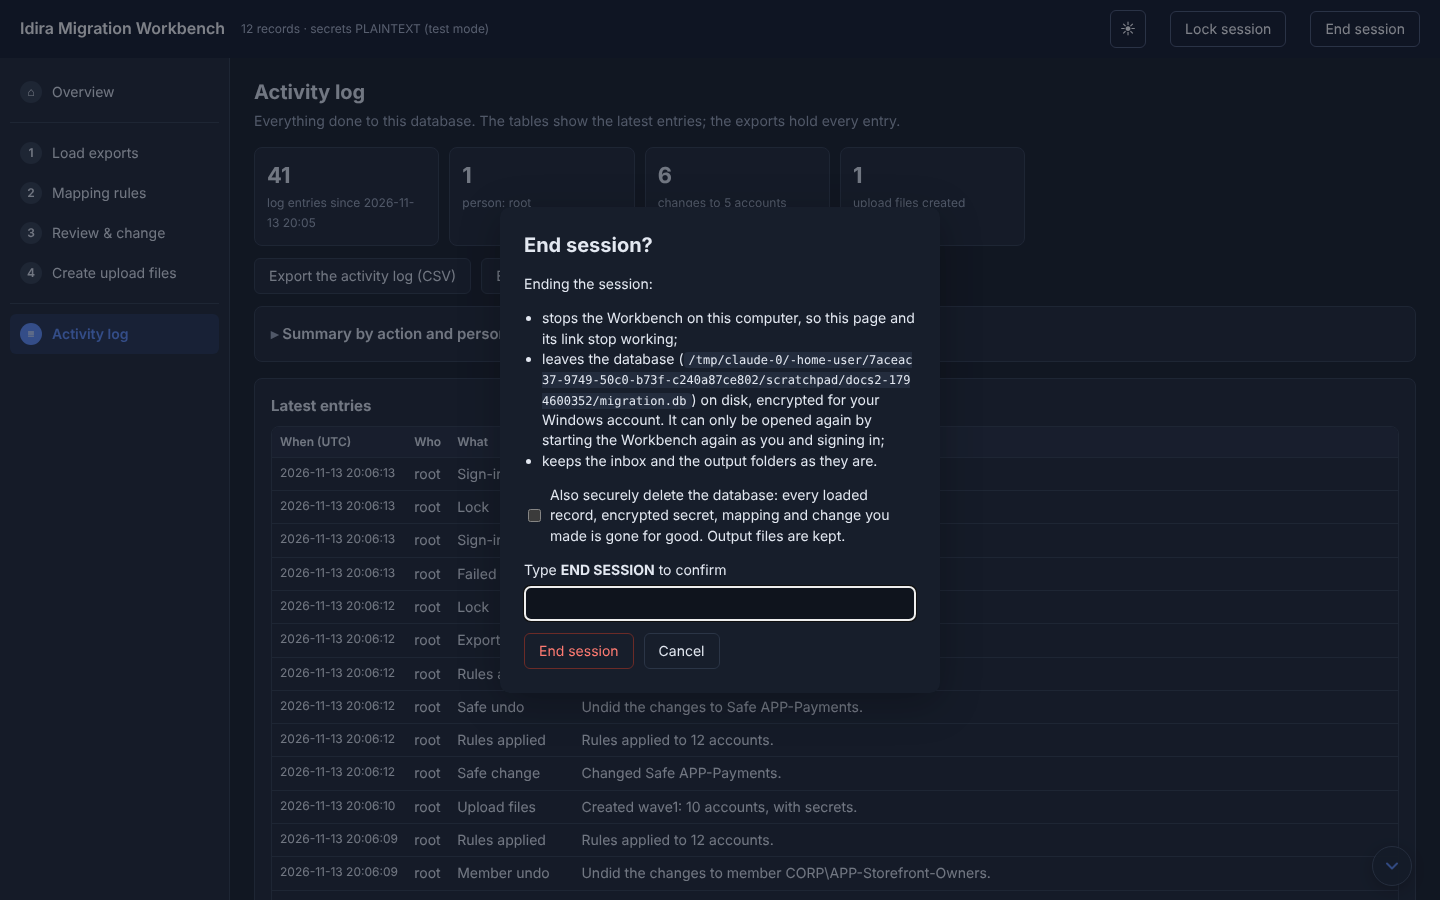 Idira Migration Workbench
12 records · secrets PLAINTEXT (test mode)
Lock session
End session
Overview
1 Load exports
2 Mapping rules
3 Review & change
4 Create upload files
Activity log
Activity log
Everything done to this database. The tables show the latest entries; the exports hold every entry.
41
log entries since 2026-11-
13 20:05
1
person: root
6
changes to 5 accounts
1
upload files created
Export the activity log (CSV)
▸ Summary by action and person
Latest entries
When (UTC) Who What
2026-11-13 20:06:13 root Sign-in
2026-11-13 20:06:13 root Lock
2026-11-13 20:06:13 root Sign-in
2026-11-13 20:06:13 root Failed
2026-11-13 20:06:12 root Lock
2026-11-13 20:06:12 root Export
2026-11-13 20:06:12 root Rules
2026-11-13 20:06:12 root Safe undo Undid the changes to Safe APP-Payments.
2026-11-13 20:06:12 root Rules applied Rules applied to 12 accounts.
2026-11-13 20:06:12 root Safe change Changed Safe APP-Payments.
2026-11-13 20:06:10 root Upload files Created wave1: 10 accounts, with secrets.
2026-11-13 20:06:09 root Rules applied Rules applied to 12 accounts.
2026-11-13 20:06:09 root Member undo Undid the changes to member CORP\APP-Storefront-Owners.
End session?
Ending the session:
• stops the Workbench on this computer, so this page and
its link stop working;
• leaves the database ( /tmp/claude-0/-home-user/7aceac
37-9749-50c0-b73f-c240a87ce802/scratchpad/docs2-179
4600352/migration.db ) on disk, encrypted for your
Windows account. It can only be opened again by
starting the Workbench again as you and signing in;
• keeps the inbox and the output folders as they are.
Also securely delete the database: every loaded
record, encrypted secret, mapping and change you
made is gone for good. Output files are kept.
Type END SESSION to confirm
End session
Cancel